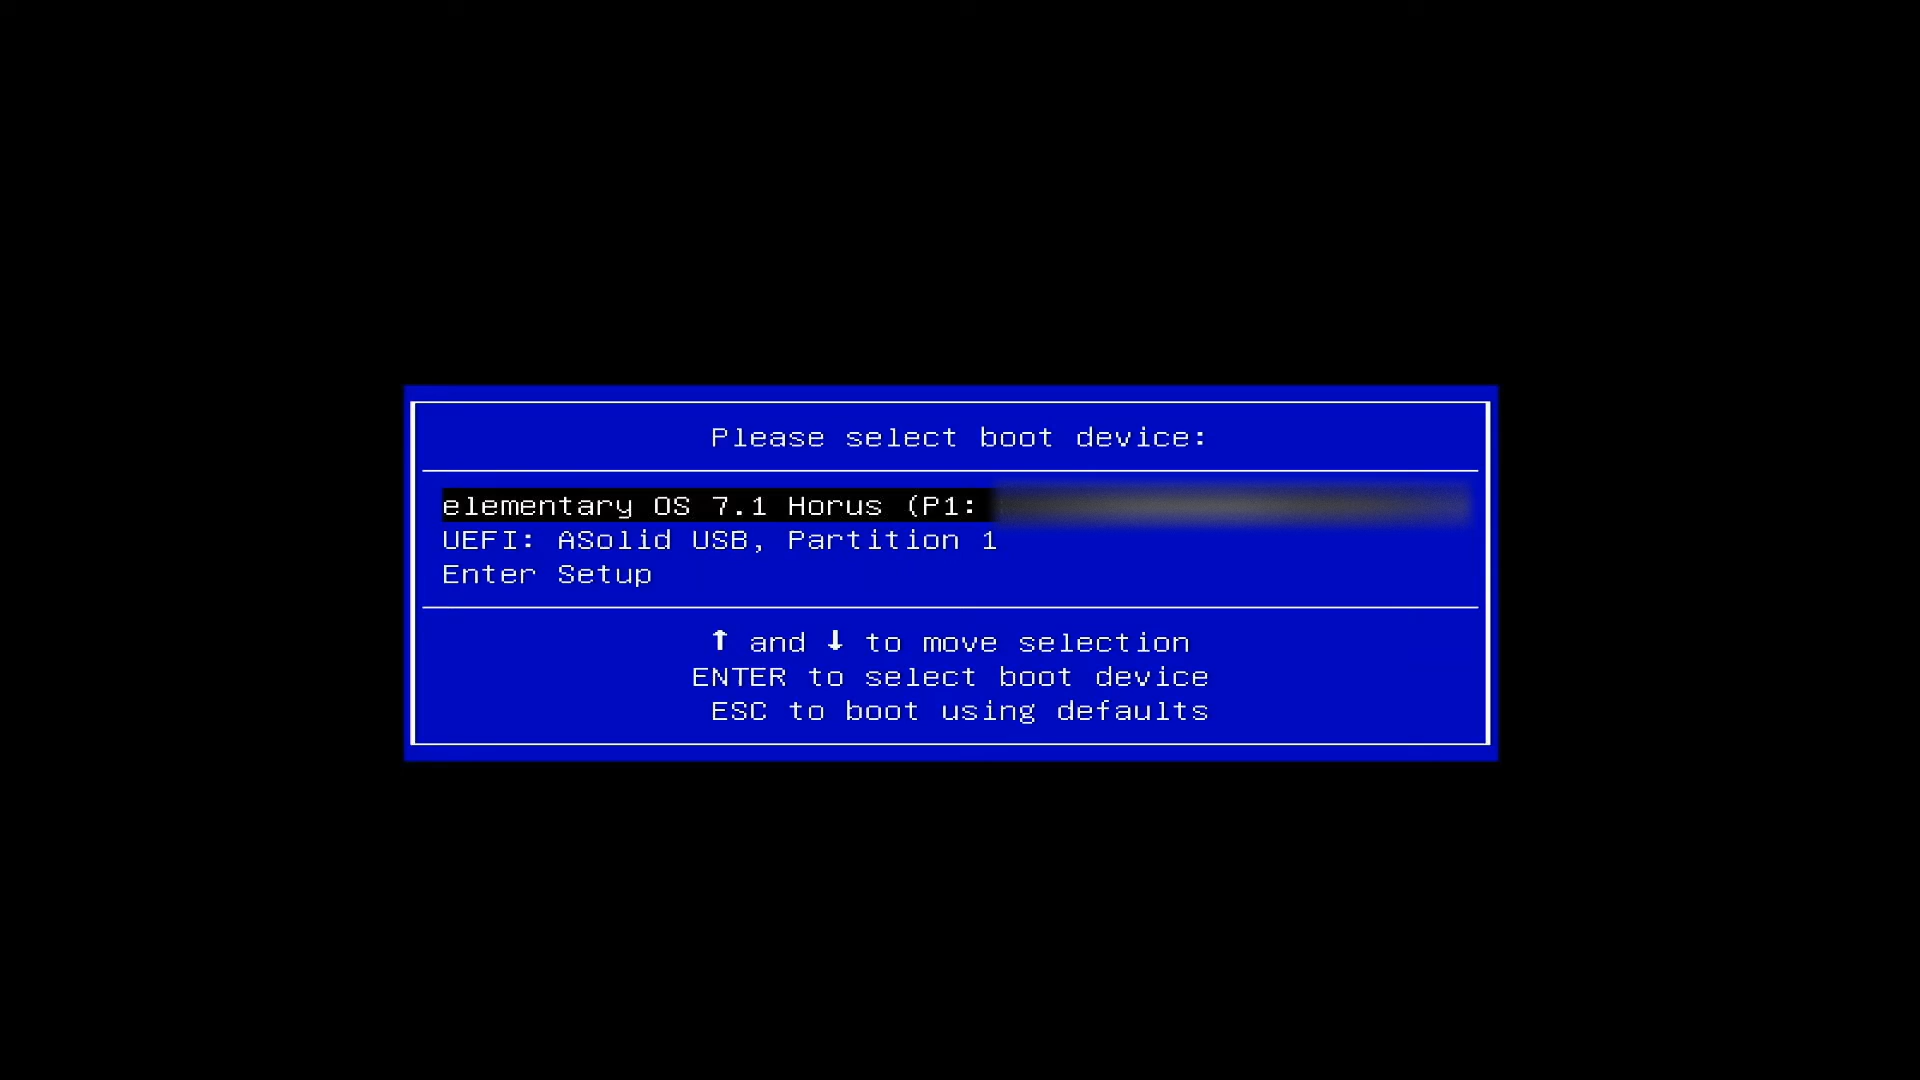 Please select boot device:
elementary OS 7.1 Horus (P1:
UEFI: ASolid USB, Partition 1
Enter Setup
↑ and ↓ to move selection
ENTER to select boot device
ESC to boot using defaults